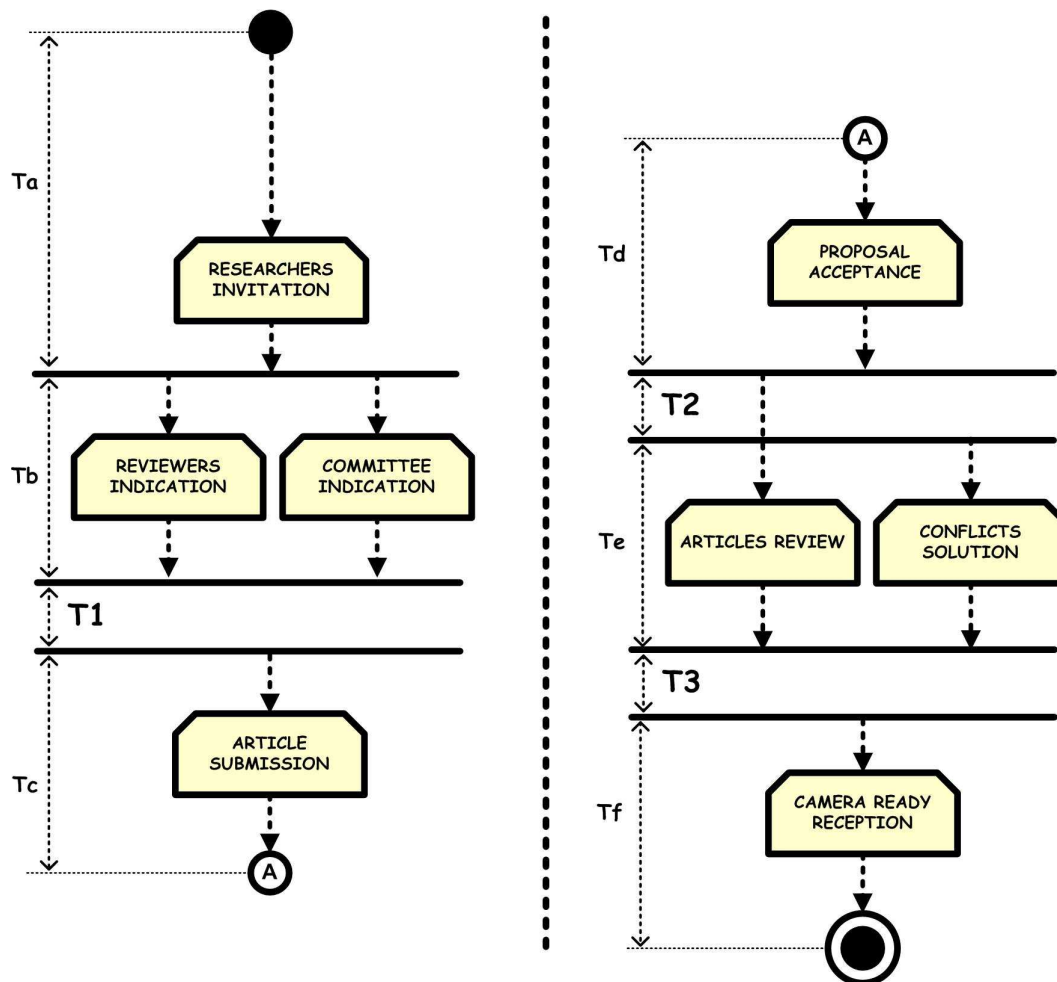 Ta
RESEARCHERS
INVITATION
Tb
REVIEWERS
INDICATION
COMMITTEE
INDICATION
T1
Tc
ARTICLE
SUBMISSION
A
A
Td
PROPOSAL
ACCEPTANCE
T2
Te
ARTICLES REVIEW
CONFLICTS
SOLUTION
T3
Tf
CAMERA READY
RECEPTION